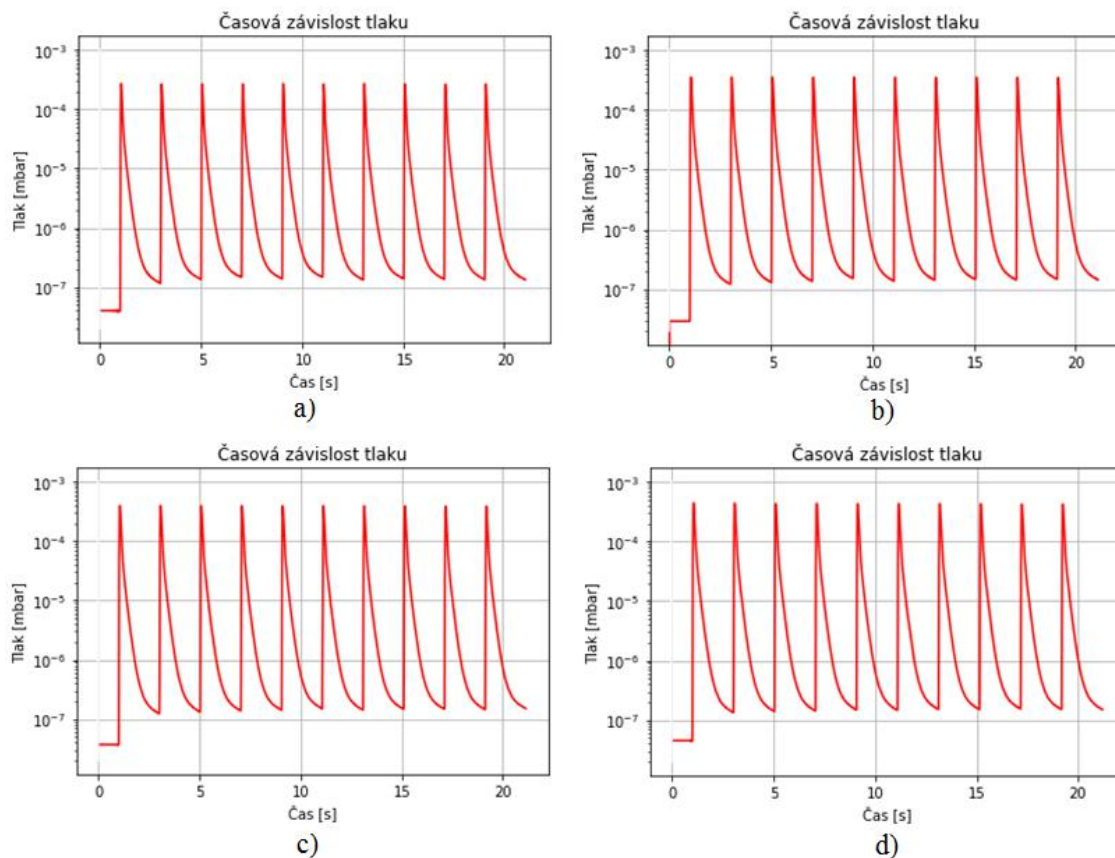 Časová závislost tlaku
Tlak [mbar]
10⁻³
10⁻⁴
10⁻⁵
10⁻⁶
10⁻⁷
0 5 10 15 20
Čas [s]
a)
Časová závislost tlaku
Tlak [mbar]
10⁻³
10⁻⁴
10⁻⁵
10⁻⁶
10⁻⁷
0 5 10 15 20
Čas [s]
b)
Časová závislost tlaku
Tlak [mbar]
10⁻³
10⁻⁴
10⁻⁵
10⁻⁶
10⁻⁷
0 5 10 15 20
Čas [s]
c)
Časová závislost tlaku
Tlak [mbar]
10⁻³
10⁻⁴
10⁻⁵
10⁻⁶
10⁻⁷
0 5 10 15 20
Čas [s]
d)